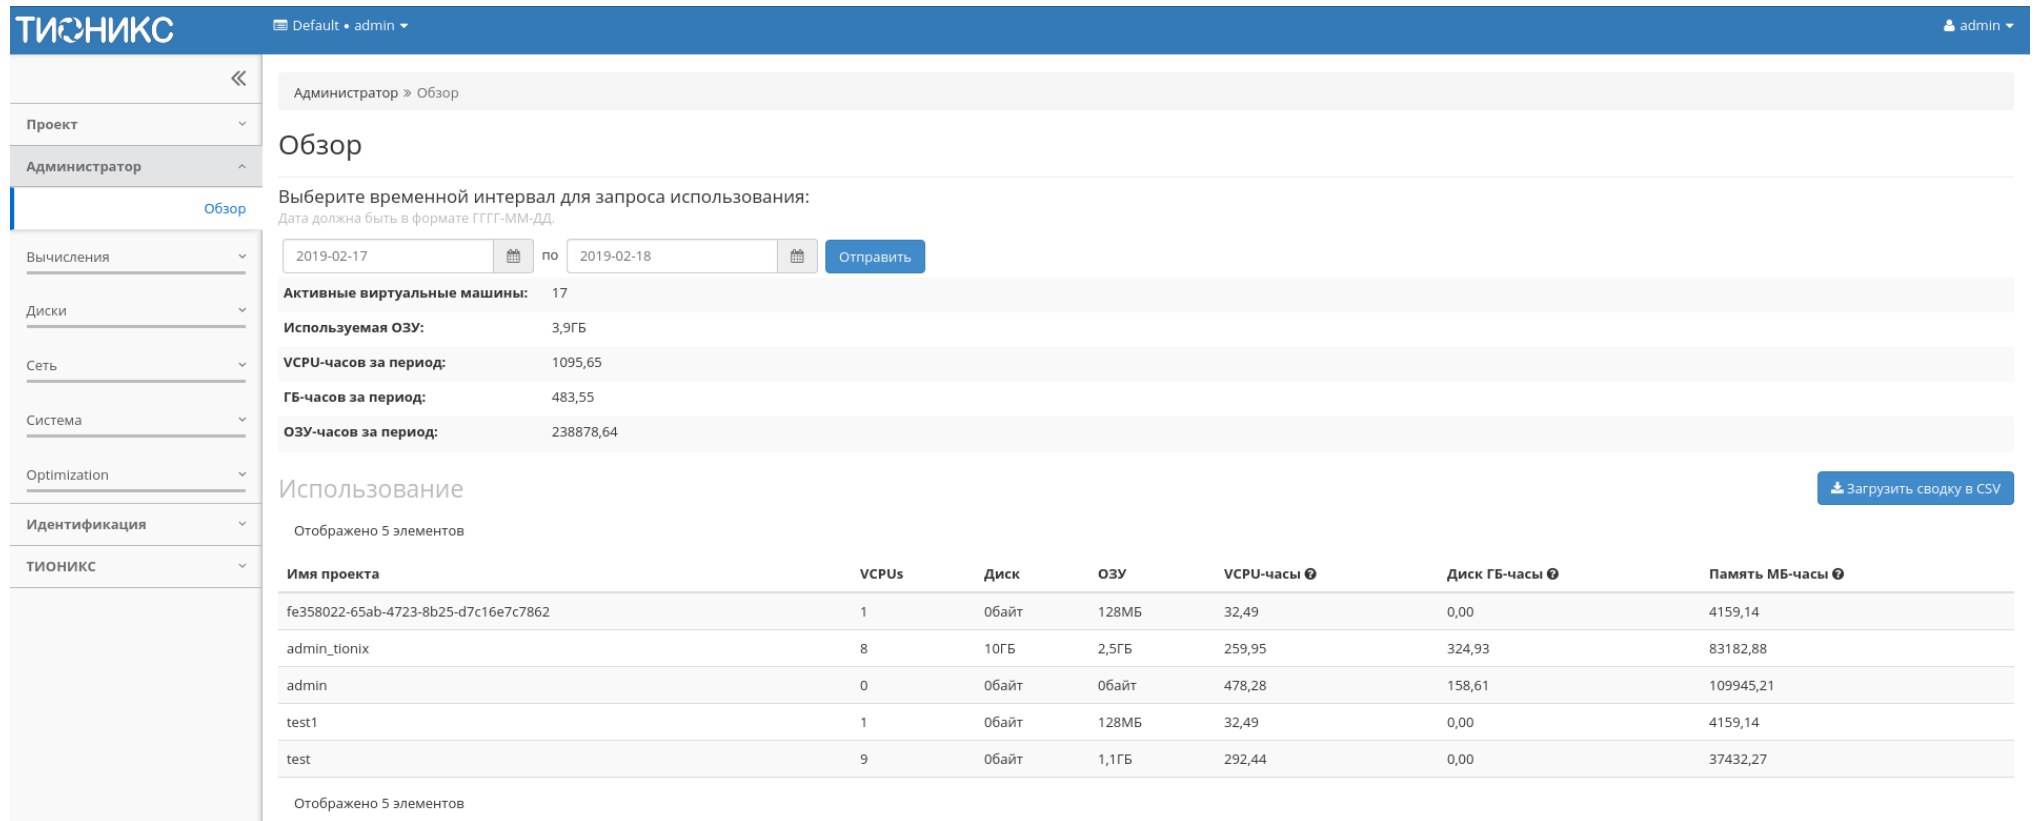 ТИОНИКС
Default • admin
admin
Администратор » Обзор
Проект
Администратор
Обзор
Вычисления
Диски
Сеть
Система
Optimization
Идентификация
ТИОНИКС
Обзор
Выберите временной интервал для запроса использования:
Дата должна быть в формате ГГГГ-ММ-ДД.
2019-02-17 по 2019-02-18 Отправить
Активные виртуальные машины: 17
Используемая ОЗУ: 3,9ГБ
VCPU-часов за период: 1095,65
ГБ-часов за период: 483,55
ОЗУ-часов за период: 238878,64
Использование
Загрузить сводку в CSV
Отображено 5 элементов
Имя проекта VCPUs Диск ОЗУ VCPU-часы Диск ГБ-часы Память МБ-часы
fe358022-65ab-4723-8b25-d7c16e7c7862 1 0байт 128МБ 32,49 0,00 4159,14
admin_tionix 8 10ГБ 2,5ГБ 259,95 324,93 83182,88
admin 0 0байт 0байт 478,28 158,61 109945,21
test1 1 0байт 128МБ 32,49 0,00 4159,14
test 9 0байт 1,1ГБ 292,44 0,00 37432,27
Отображено 5 элементов